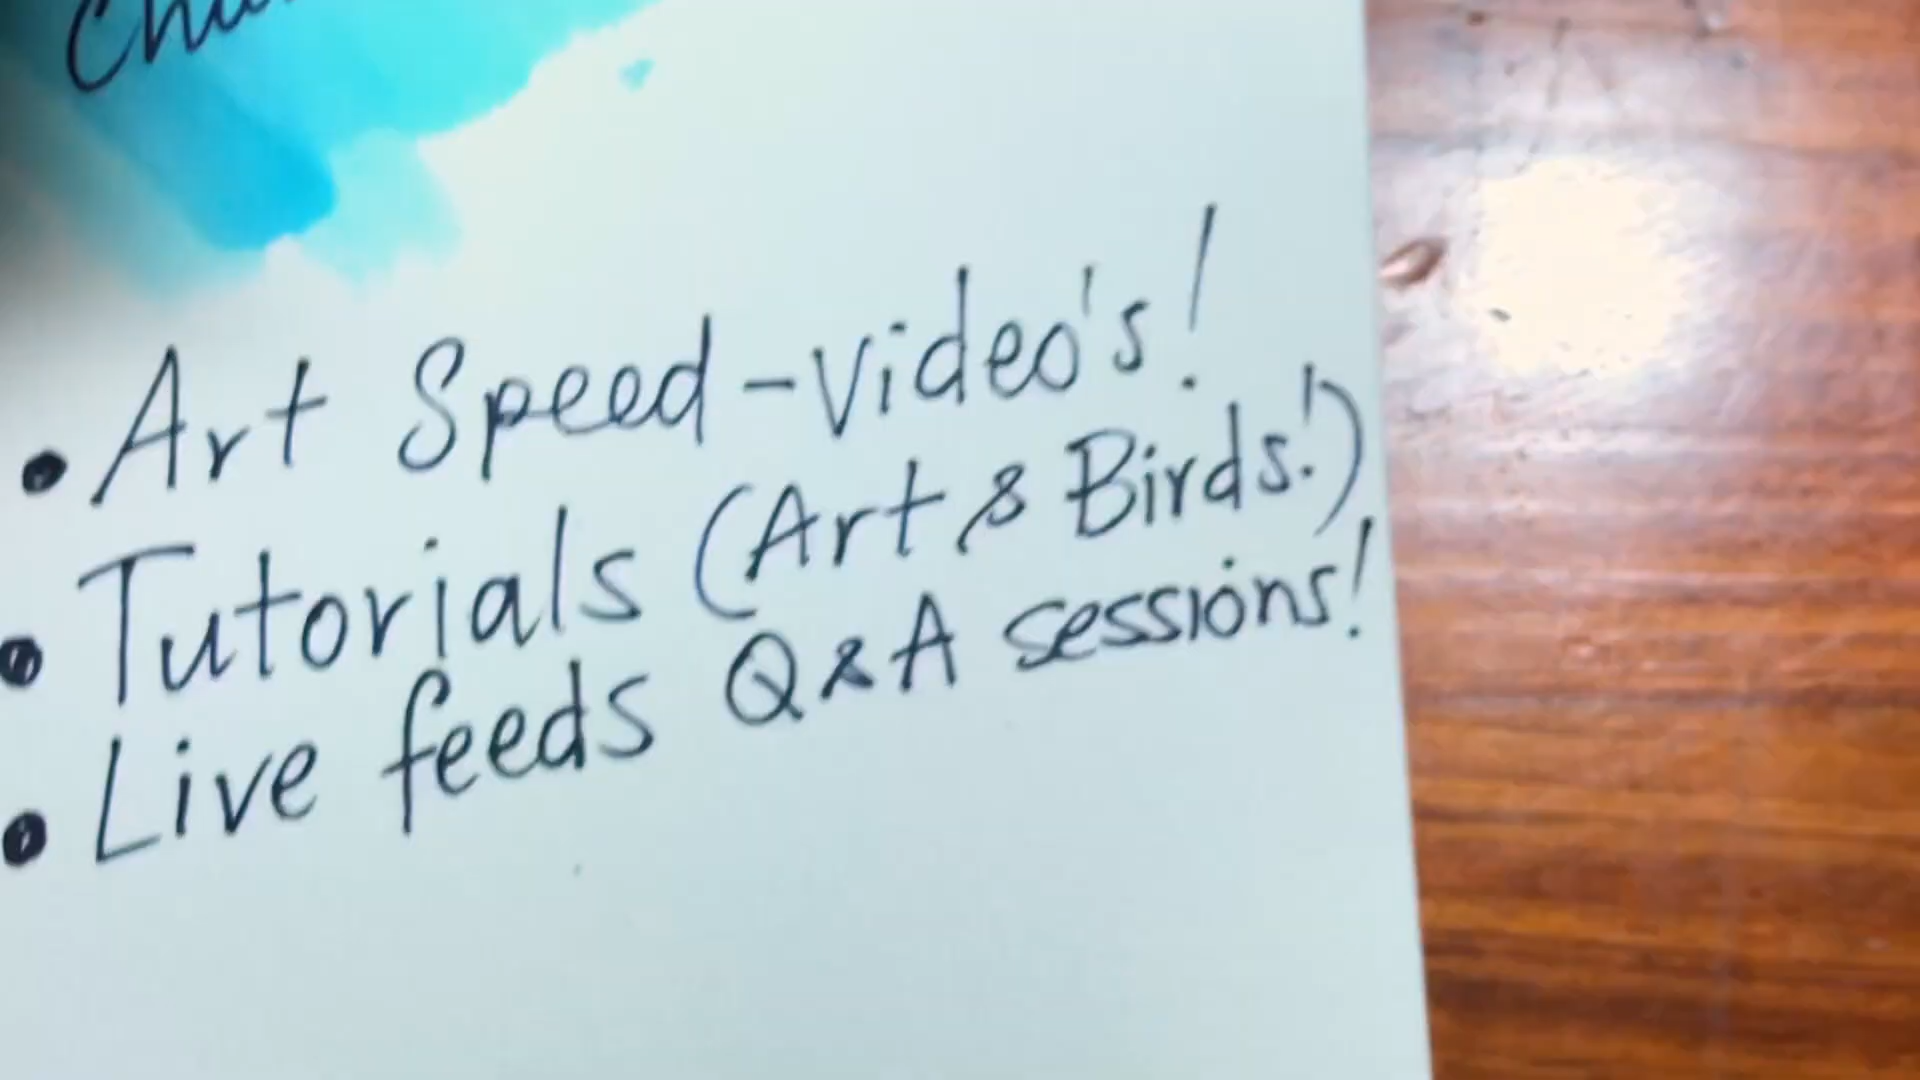 • Art Speed-Video's!
• Tutorials (Art & Birds!)
• Live feeds Q&A sessions!